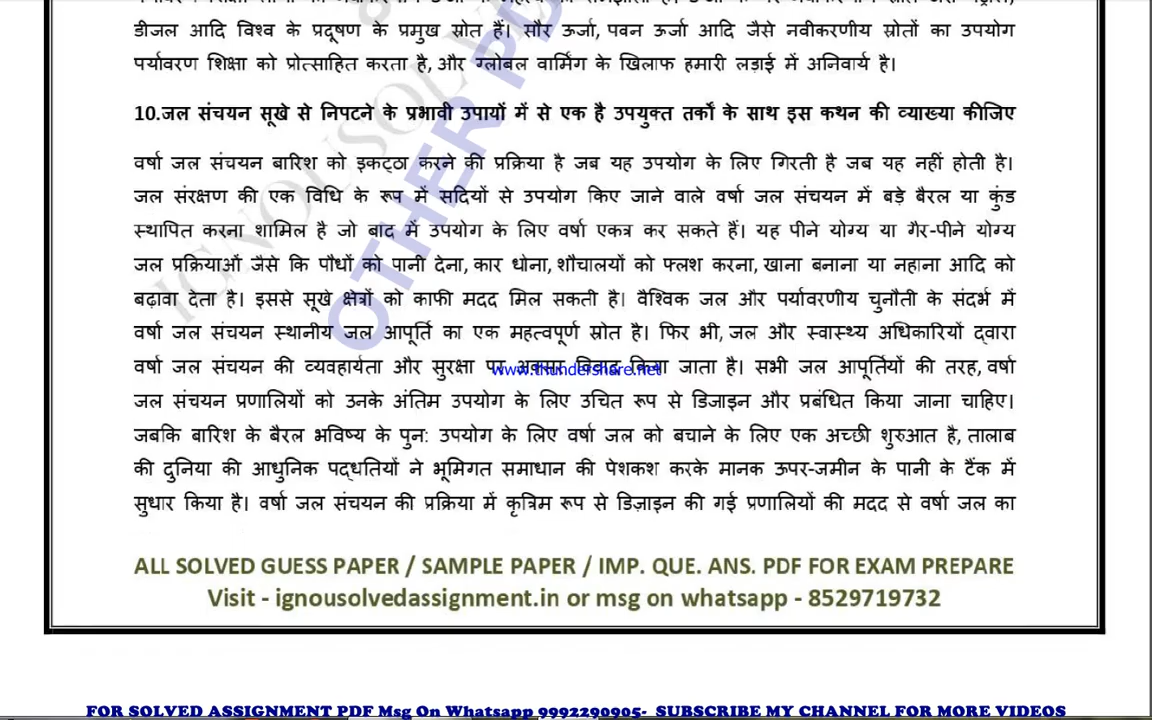 डीजल आदि विश्व के प्रदूषण के प्रमुख स्रोत हैं। सौर ऊर्जा, पवन ऊर्जा आदि जैसे नवीकरणीय स्रोतों का उपयोग
पर्यावरण शिक्षा को प्रोत्साहित करता है, और ग्लोबल वार्मिंग के खिलाफ हमारी लड़ाई में अनिवार्य है।
10.जल संचयन सूखे से निपटने के प्रभावी उपायों में से एक है उपयुक्त तर्कों के साथ इस कथन की व्याख्या कीजिए
वर्षा जल संचयन बारिश को इकट्ठा करने की प्रक्रिया है जब यह उपयोग के लिए गिरती है जब यह नहीं होती है।
जल संरक्षण की एक विधि के रूप में सदियों से उपयोग किए जाने वाले वर्षा जल संचयन में बड़े बैरल या कुंड
स्थापित करना शामिल है जो बाद में उपयोग के लिए वर्षा एकत्र कर सकते हैं। यह पीने योग्य या गैर-पीने योग्य
जल प्रक्रियाओं जैसे कि पौधों को पानी देना, कार धोना, शौचालयों को फ्लश करना, खाना बनाना या नहाना आदि को
बढ़ावा देता है। इससे सूखे क्षेत्रों को काफी मदद मिल सकती है। वैश्विक जल और पर्यावरणीय चुनौती के संदर्भ में
वर्षा जल संचयन स्थानीय जल आपूर्ति का एक महत्वपूर्ण स्रोत है। फिर भी, जल और स्वास्थ्य अधिकारियों द्वारा
वर्षा जल संचयन की व्यवहार्यता और सुरक्षा पर अक्सर विवाद किया जाता है। सभी जल आपूर्तियों की तरह, वर्षा
www.thundershare.net
जल संचयन प्रणालियों को उनके अंतिम उपयोग के लिए उचित रूप से डिजाइन और प्रबंधित किया जाना चाहिए।
जबकि बारिश के बैरल भविष्य के पुन: उपयोग के लिए वर्षा जल को बचाने के लिए एक अच्छी शुरुआत है, तालाब
की दुनिया की आधुनिक पद्धतियों ने भूमिगत समाधान की पेशकश करके मानक ऊपर-जमीन के पानी के टैंक में
सुधार किया है। वर्षा जल संचयन की प्रक्रिया में कृत्रिम रूप से डिज़ाइन की गई प्रणालियों की मदद से वर्षा जल का
ALL SOLVED GUESS PAPER / SAMPLE PAPER / IMP. QUE. ANS. PDF FOR EXAM PREPARE
Visit - ignousolvedassignment.in or msg on whatsapp - 8529719732
FOR SOLVED ASSIGNMENT PDF Msg On Whatsapp 9992290905- SUBSCRIBE MY CHANNEL FOR MORE VIDEOS